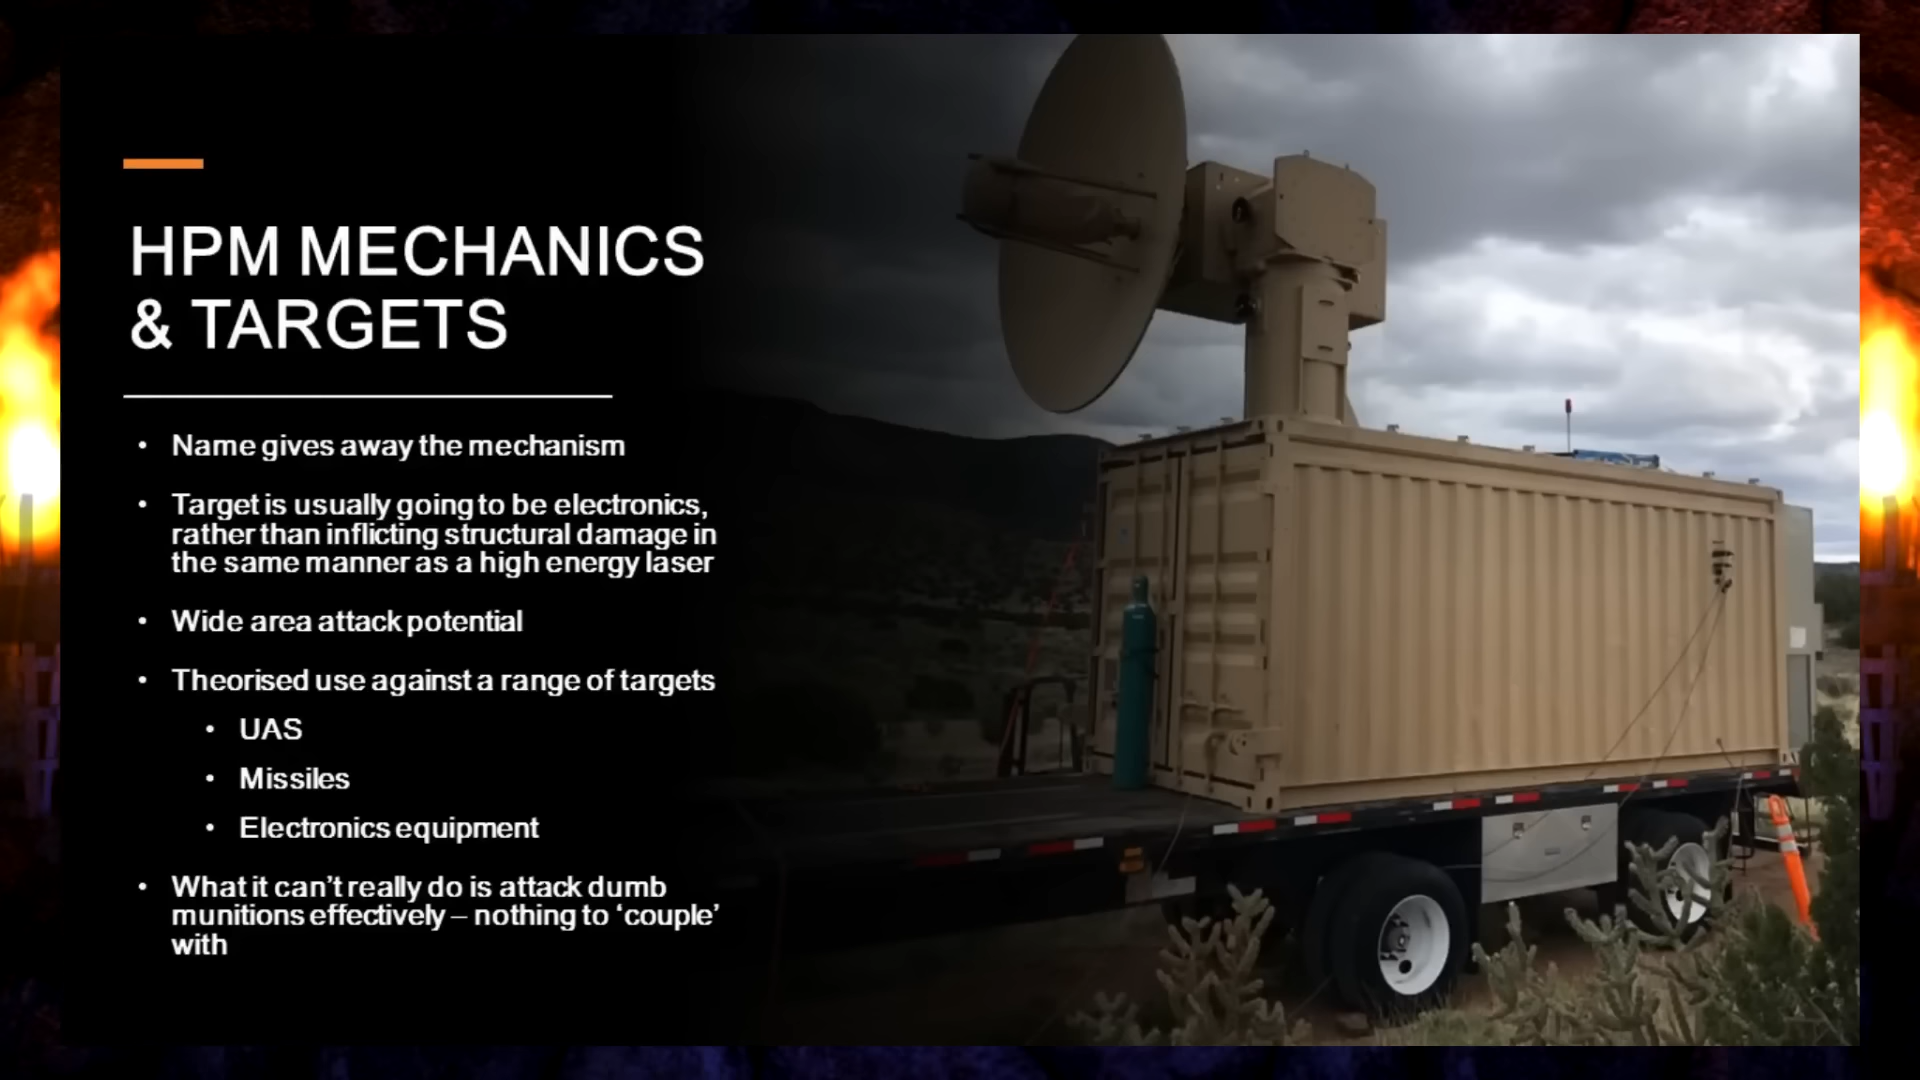 HPM MECHANICS
& TARGETS
• Name gives away the mechanism
• Target is usually going to be electronics,
rather than inflicting structural damage in
the same manner as a high energy laser
• Wide area attack potential
• Theorised use against a range of targets
• UAS
• Missiles
• Electronics equipment
• What it can’t really do is attack dumb
munitions effectively – nothing to ‘couple’
with